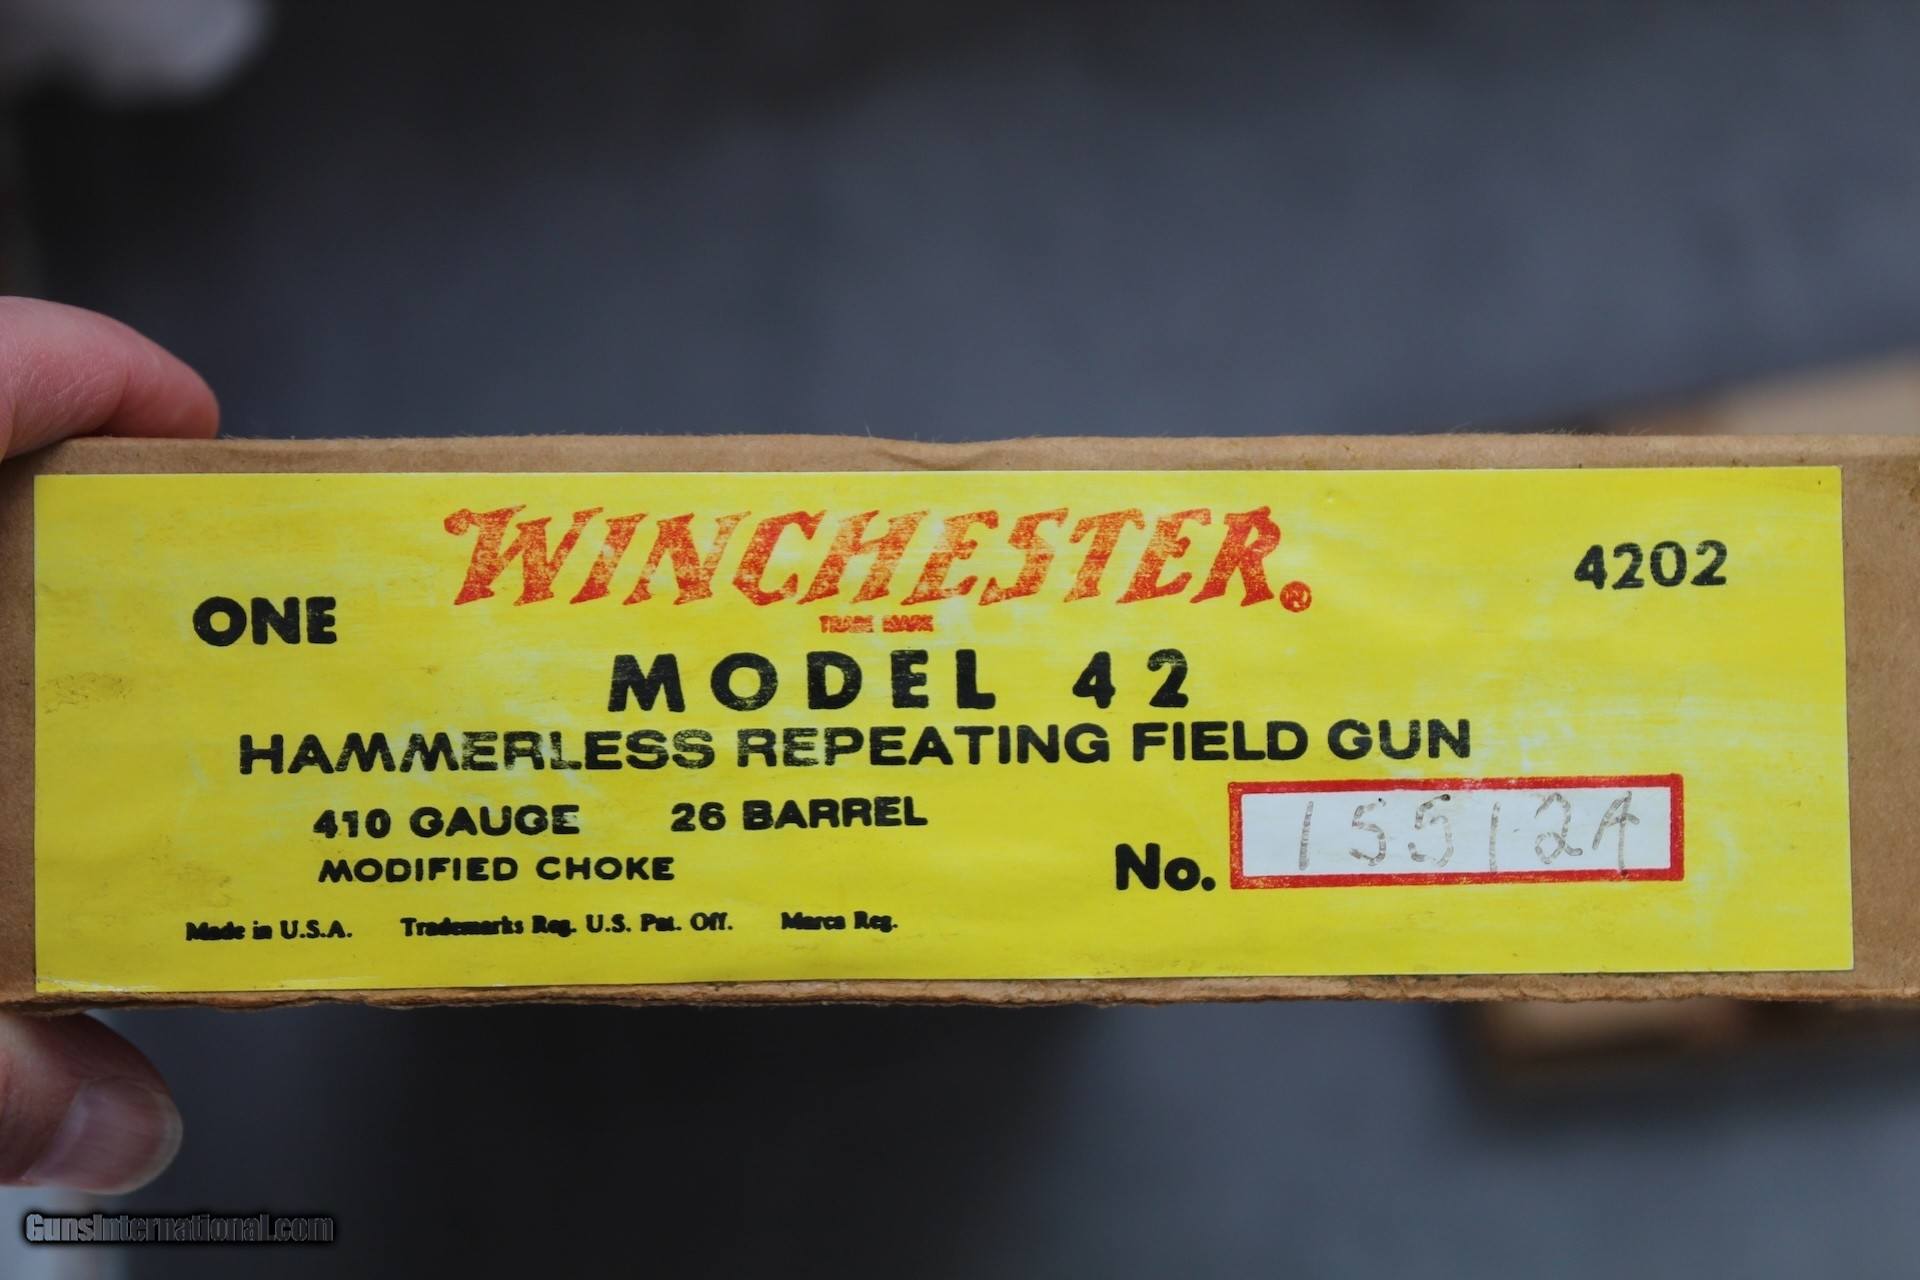 WINCHESTER®
TRADE MARK
4202
ONE
MODEL 42
HAMMERLESS REPEATING FIELD GUN
410 GAUGE 26 BARREL
MODIFIED CHOKE
No. 155124
Made in U.S.A. Trademarks Reg. U.S. Pat. Off. Marca Reg.
GunsInternational.com